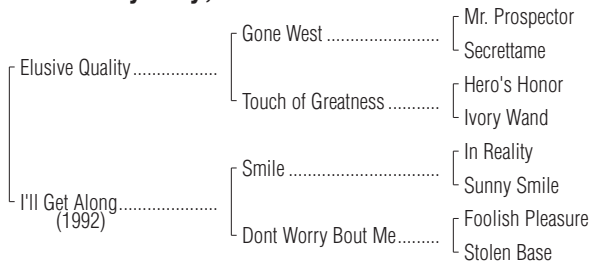 Mr. Prospector
Gone West
Secrettame
Elusive Quality
Hero's Honor
Touch of Greatness
Ivory Wand
In Reality
Smile
Sunny Smile
I'll Get Along
(1992)
Foolish Pleasure
Dont Worry Bout Me
Stolen Base